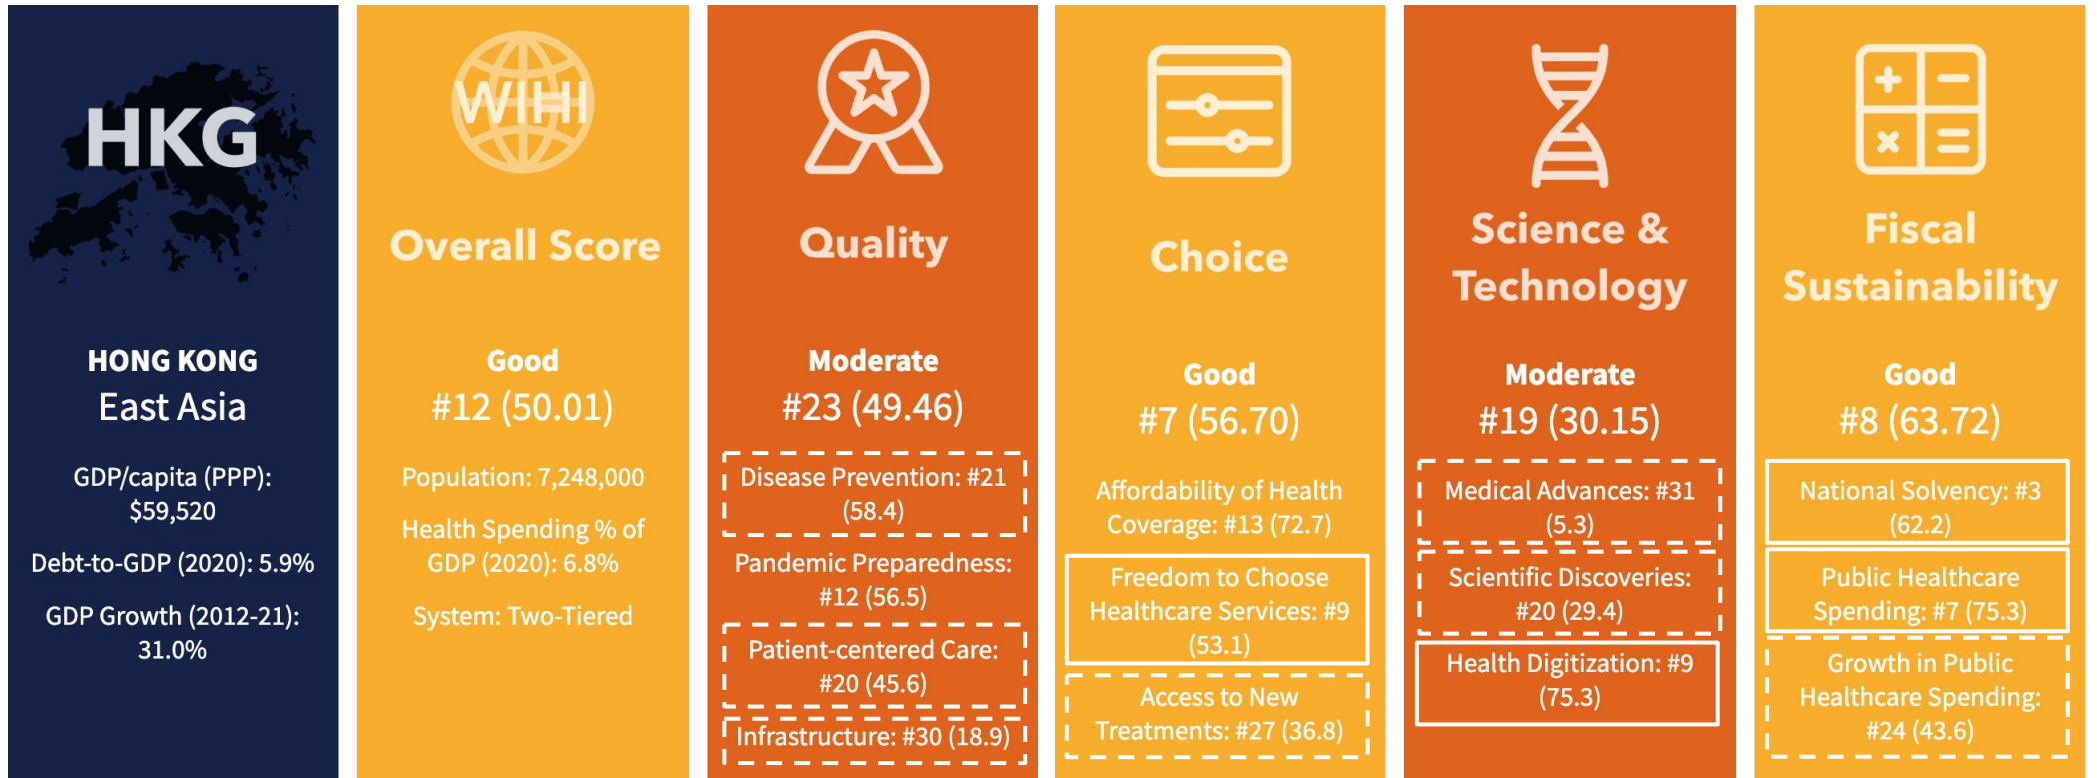 HKG
HONG KONG
East Asia
GDP/capita (PPP):
$59,520
Debt-to-GDP (2020): 5.9%
GDP Growth (2012-21):
31.0%
WIHI
Overall Score
Good
#12 (50.01)
Population: 7,248,000
Health Spending % of
GDP (2020): 6.8%
System: Two-Tiered
Quality
Moderate
#23 (49.46)
Disease Prevention: #21
(58.4)
Pandemic Preparedness:
#12 (56.5)
Patient-centered Care:
#20 (45.6)
Infrastructure: #30 (18.9)
Choice
Good
#7 (56.70)
Affordability of Health
Coverage: #13 (72.7)
Freedom to Choose
Healthcare Services: #9
(53.1)
Access to New
Treatments: #27 (36.8)
Science &
Technology
Moderate
#19 (30.15)
Medical Advances: #31
(5.3)
Scientific Discoveries:
#20 (29.4)
Health Digitization: #9
(75.3)
Fiscal
Sustainability
Good
#8 (63.72)
National Solvency: #3
(62.2)
Public Healthcare
Spending: #7 (75.3)
Growth in Public
Healthcare Spending:
#24 (43.6)